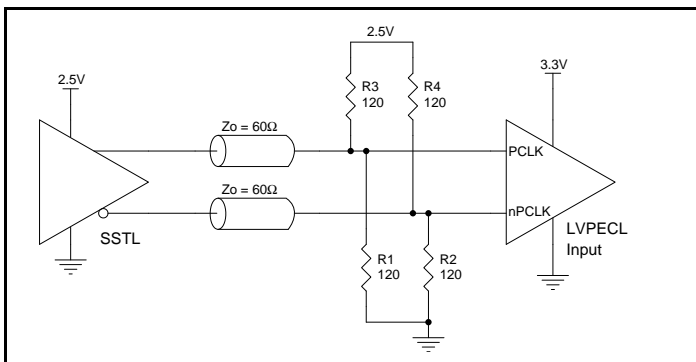 2.5V
3.3V
2.5V
R3
120
R4
120
Zo = 60Ω
PCLK
Zo = 60Ω
nPCLK
SSTL
LVPECL
Input
R1
120
R2
120